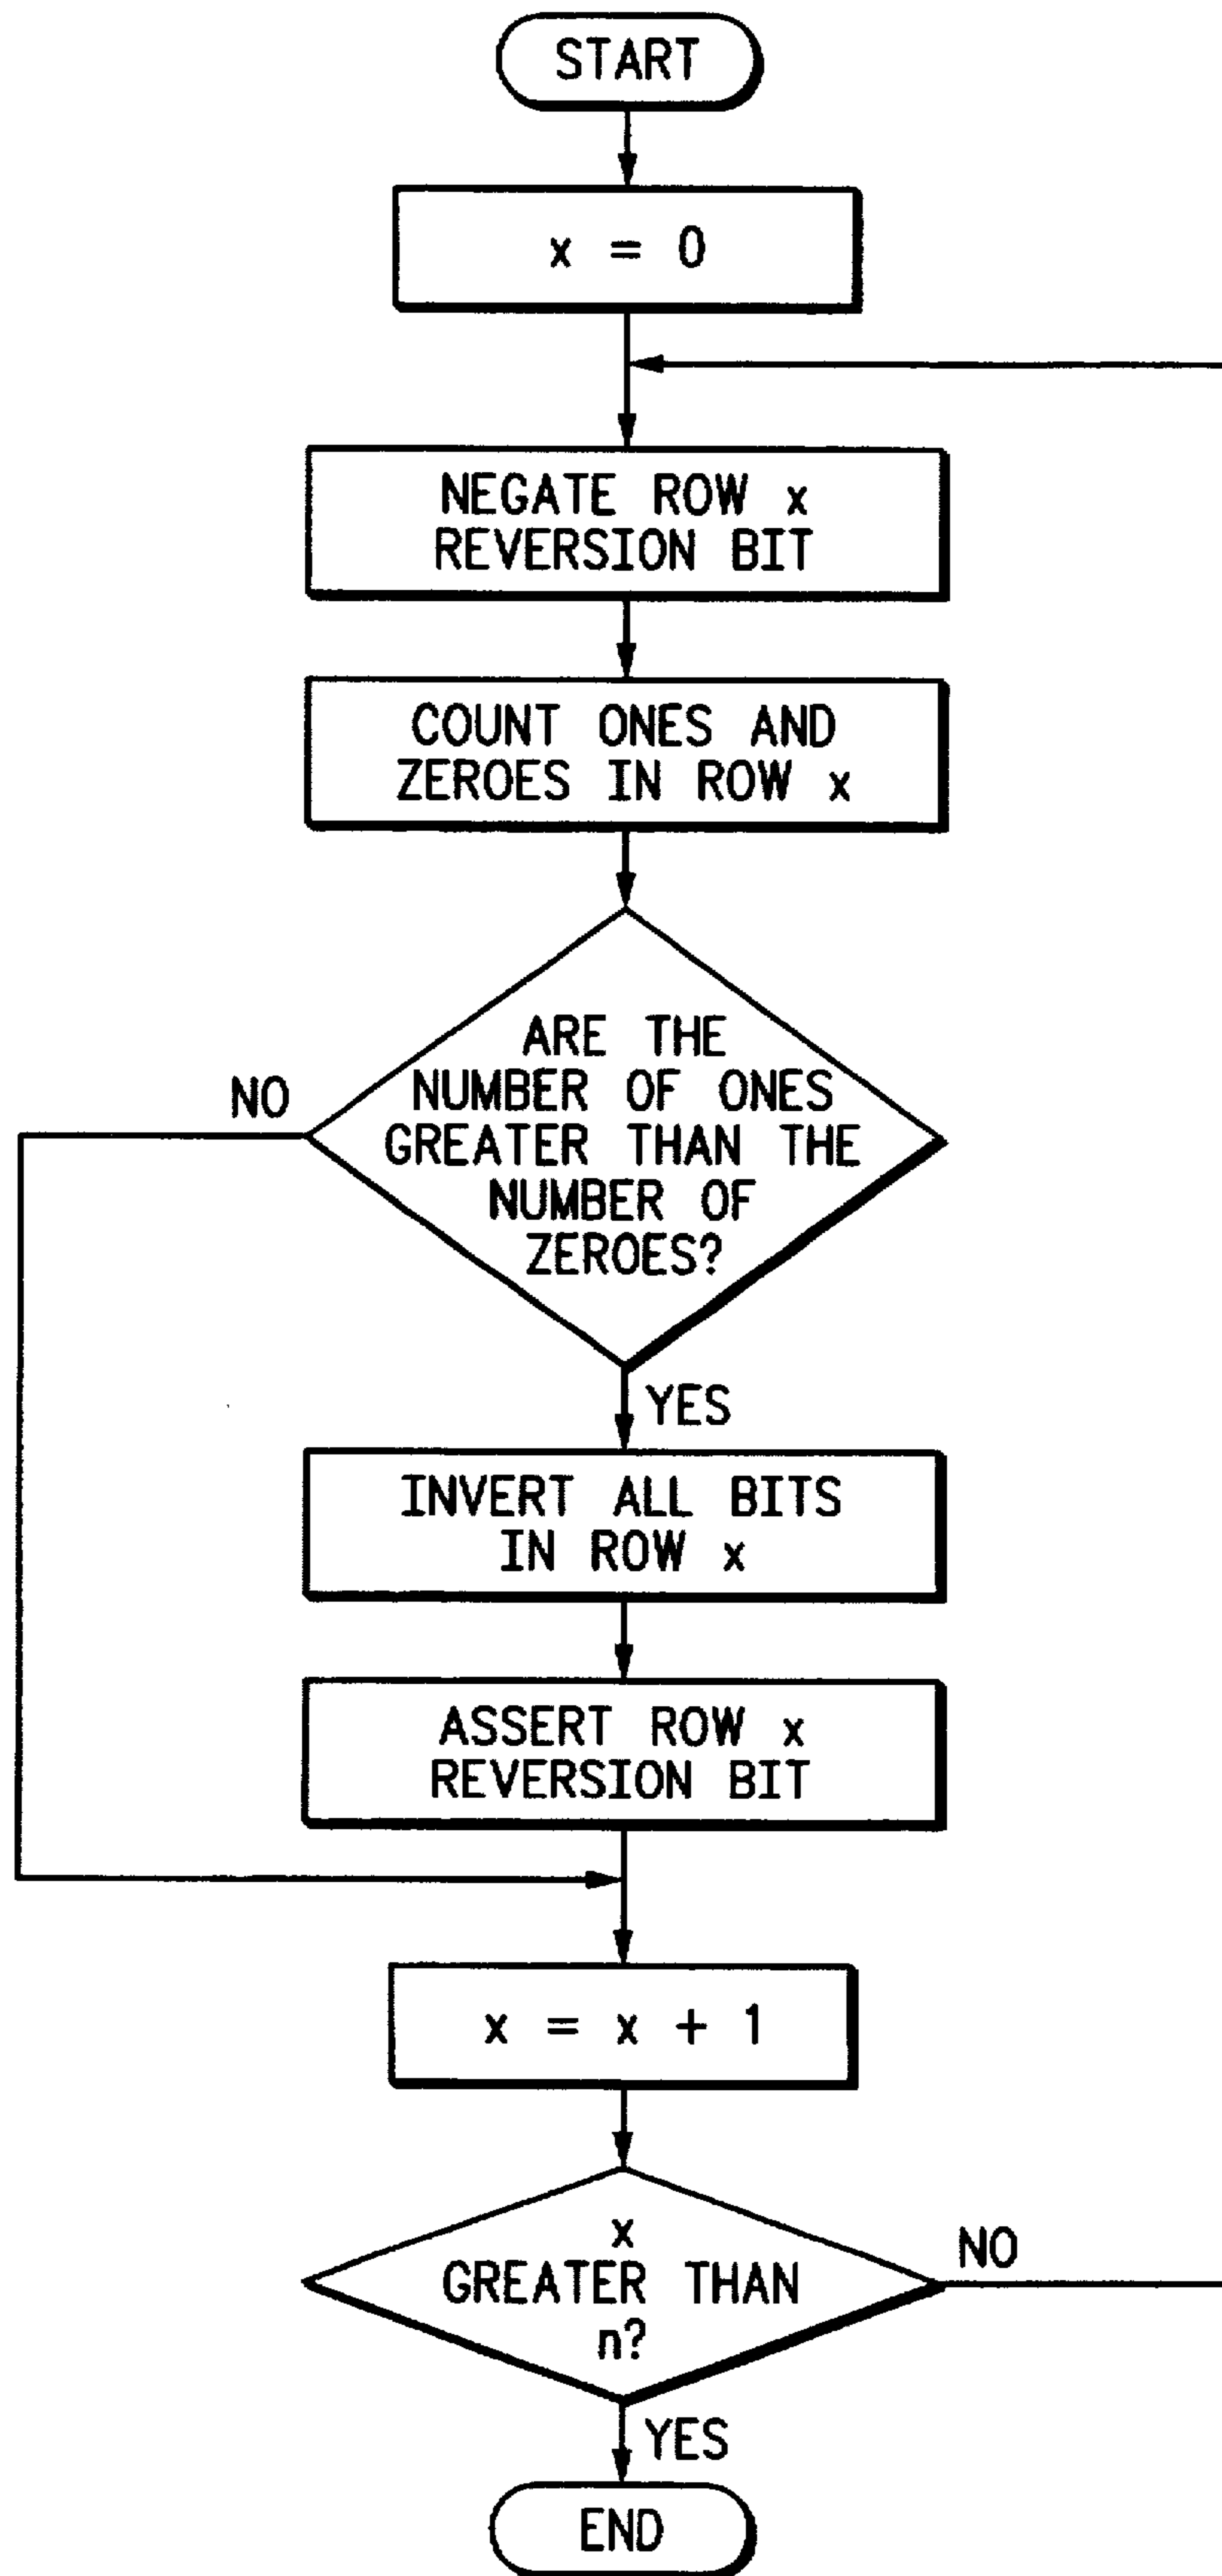 START
x = 0
NEGATE ROW x
REVERSION BIT
COUNT ONES AND
ZEROES IN ROW x
ARE THE
NUMBER OF ONES
GREATER THAN THE
NUMBER OF
ZEROES?
NO
YES
INVERT ALL BITS
IN ROW x
ASSERT ROW x
REVERSION BIT
x = x + 1
x
GREATER THAN
n?
NO
YES
END